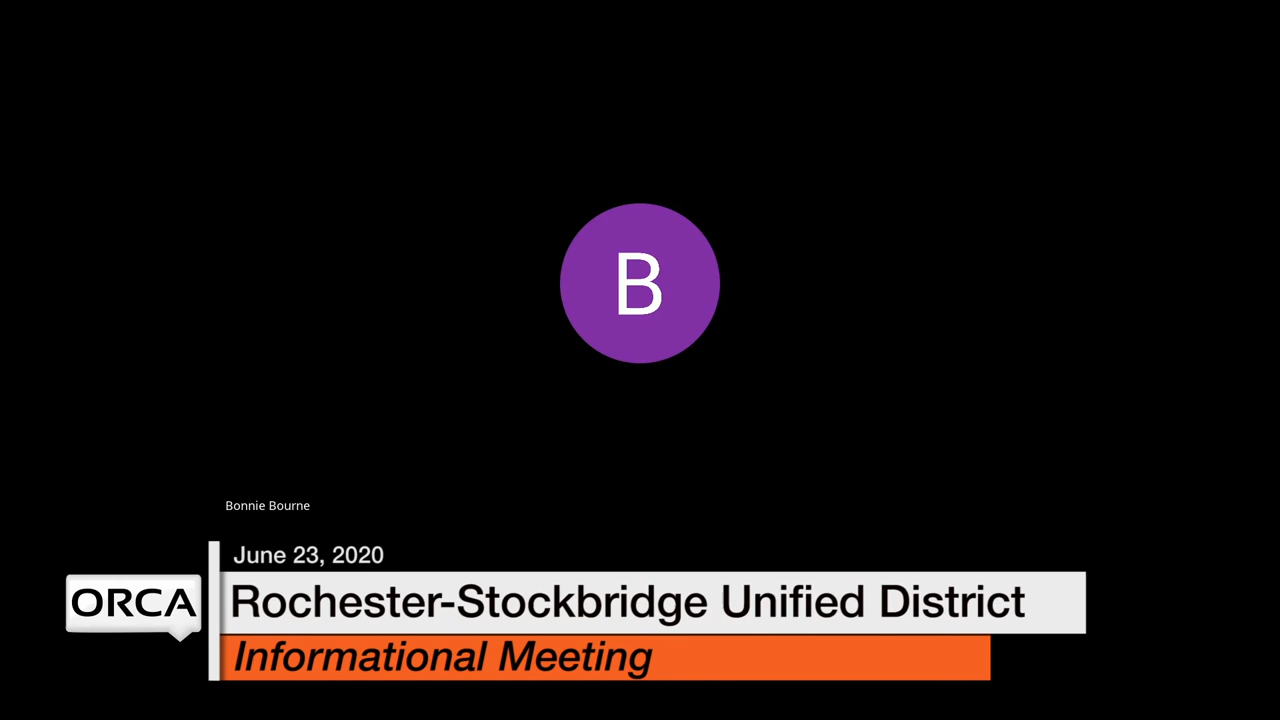 B
Bonnie Bourne
June 23, 2020
ORCA
Rochester-Stockbridge Unified District
Informational Meeting